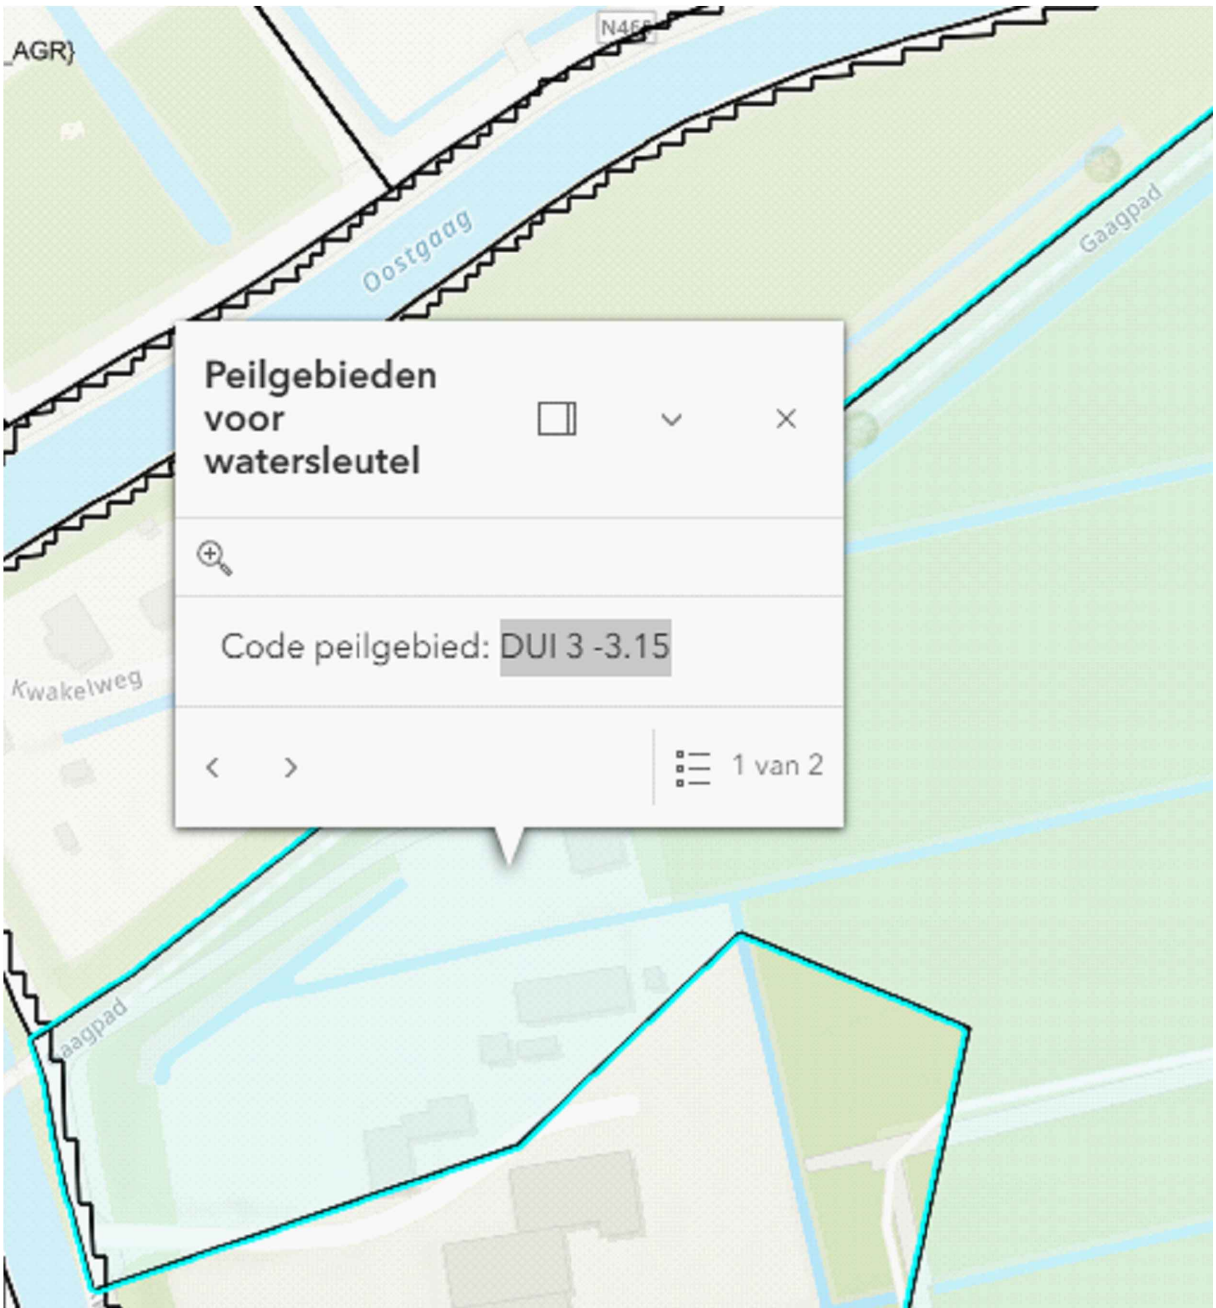 _AGR}
Oostgaag
Gaagpad
Peilgebieden
voor
watersleutel
Code peilgebied: DUI 3 -3.15
Kwakelweg
1 van 2
aagpad